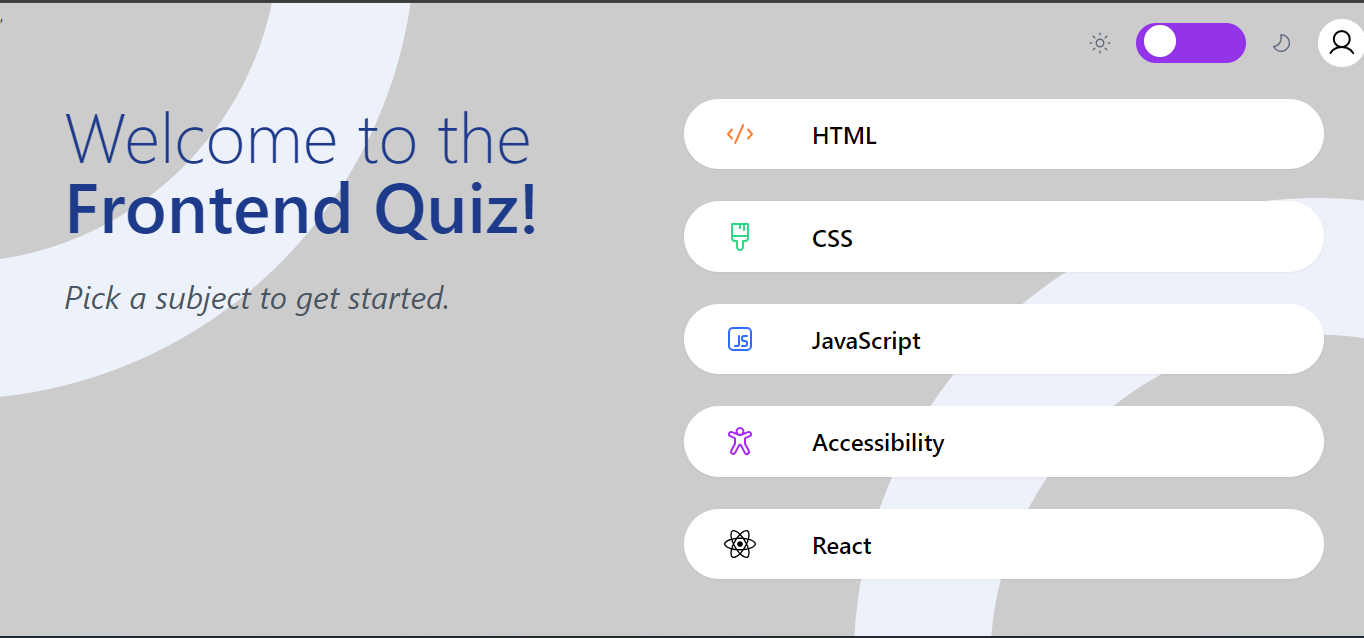 Welcome to the
Frontend Quiz!
Pick a subject to get started.
HTML
CSS
JS
JavaScript
Accessibility
React